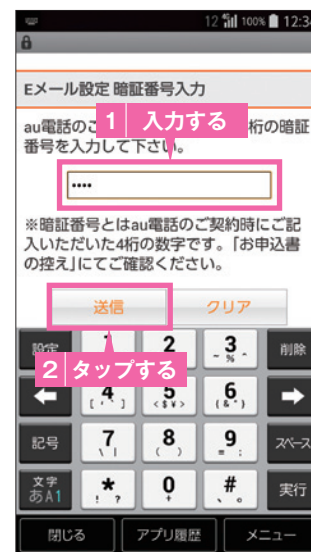 12 100% 12:34
Eメール設定 暗証番号入力
au電話のご
1 入力する
桁の暗証
番号を入力して下さい。
••••
※暗証番号とはau電話のご契約時にご記
入いただいた4桁の数字です。「お申込書
の控え」にてご確認ください。
送信 クリア
2 タップする
設定 1 2 3 ~ % ^ 削除
← 4 [ ' ` ] 5 < $ ¥ > 6 ( & ° ) →
記号 7 \ | 8 ( ) 9 = : スペース
文字 あA1 * ! ? 0 + # 、 。 実行
閉じる アプリ履歴 メニュー